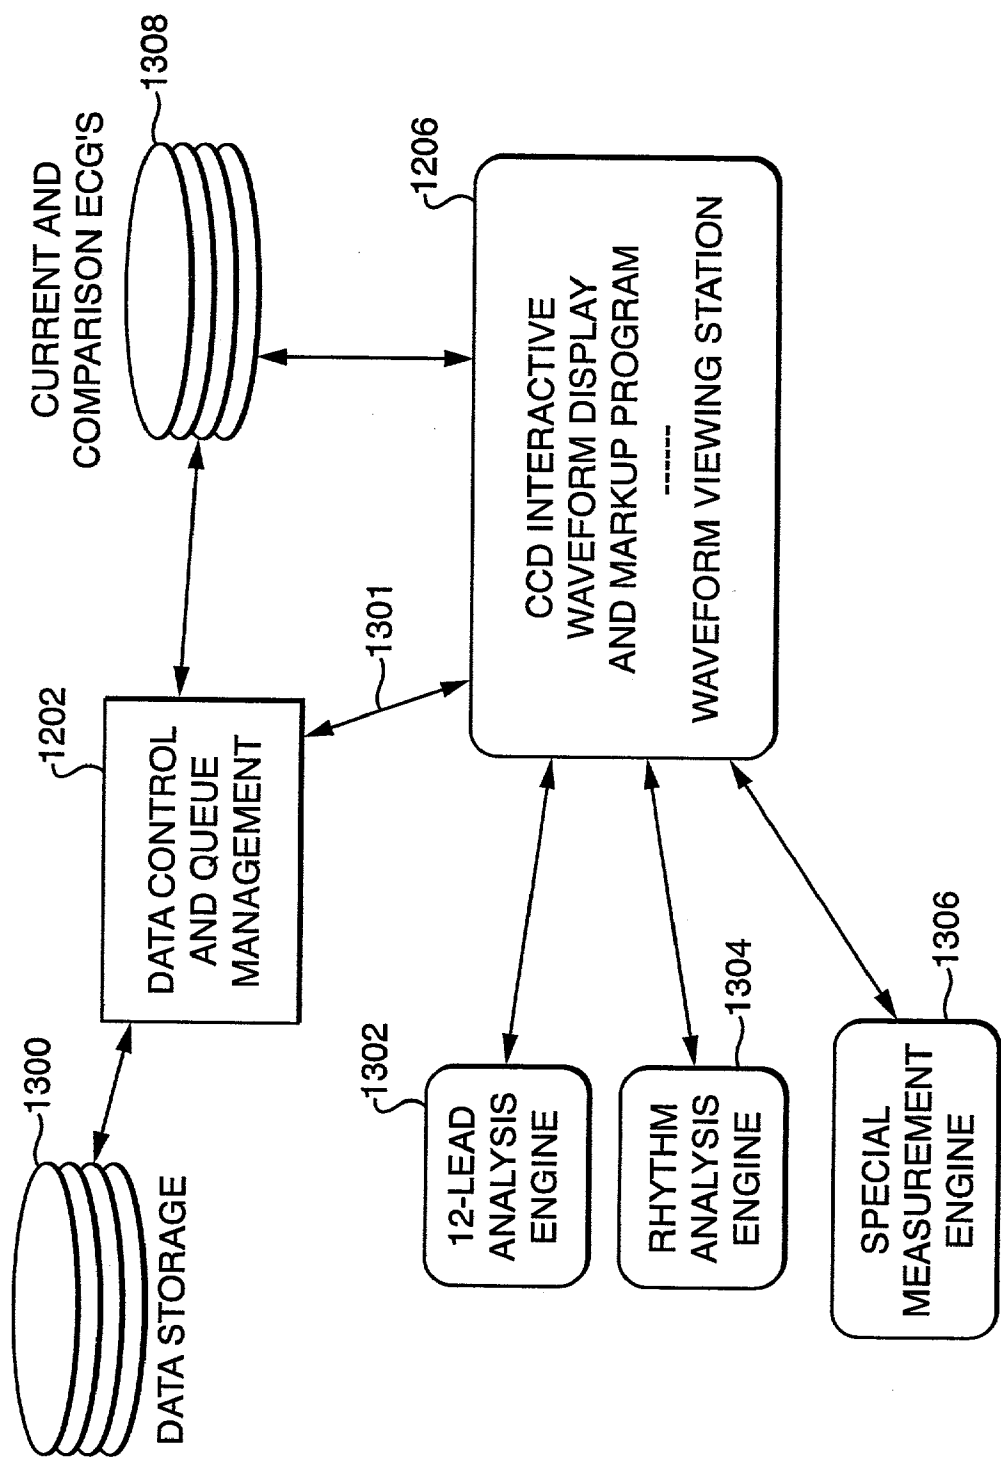 1300
DATA STORAGE
1202
DATA CONTROL
AND QUEUE
MANAGEMENT
CURRENT AND
COMPARISON ECG'S
1308
1301
1302
12-LEAD
ANALYSIS
ENGINE
RHYTHM
ANALYSIS
ENGINE
1304
SPECIAL
MEASUREMENT
ENGINE
1306
1206
CCD INTERACTIVE
WAVEFORM DISPLAY
AND MARKUP PROGRAM
------
WAVEFORM VIEWING STATION